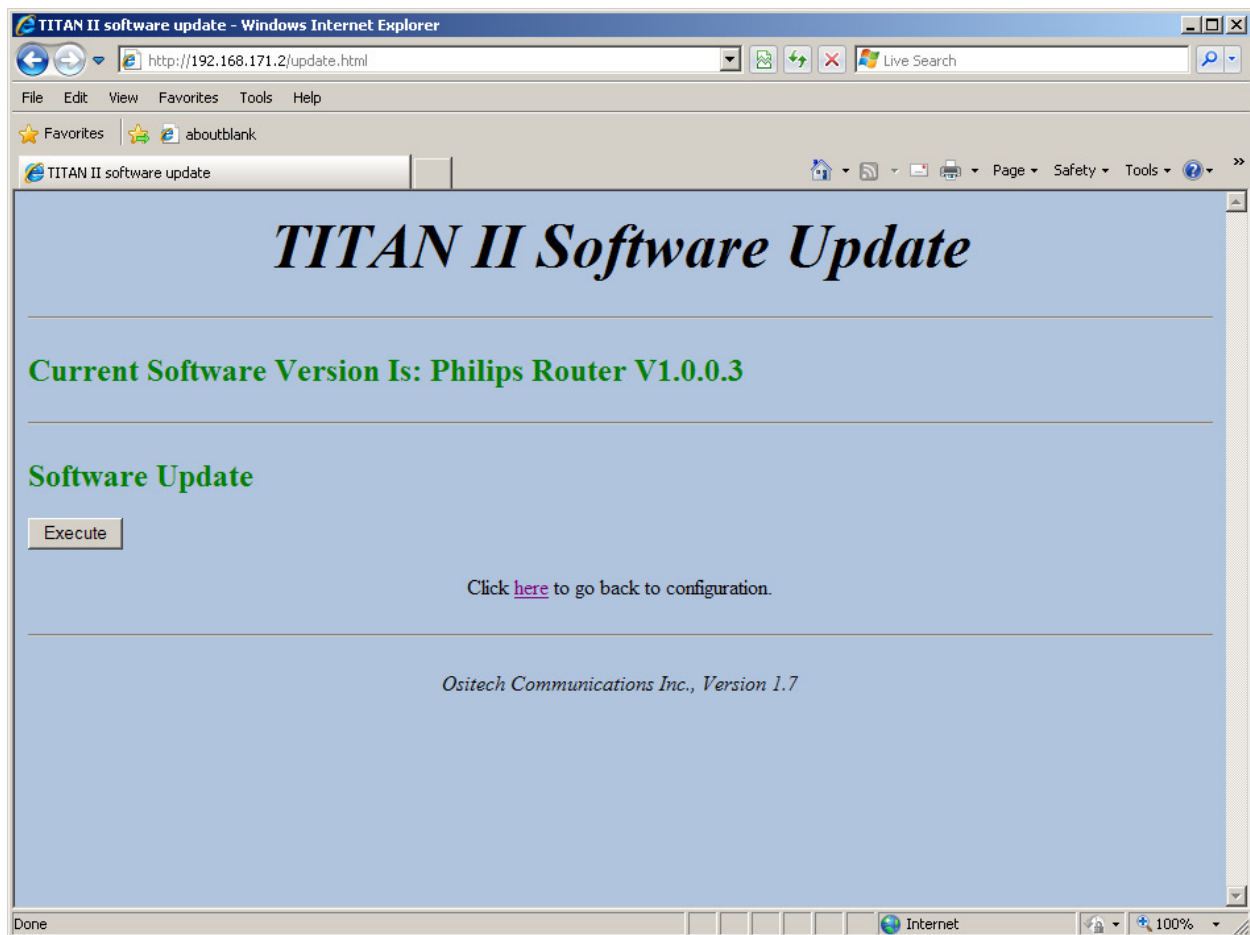 TITAN II software update - Windows Internet Explorer
http://192.168.171.2/update.html
Live Search
File Edit View Favorites Tools Help
Favorites aboutblank
TITAN II software update
Page Safety Tools
TITAN II Software Update
Current Software Version Is: Philips Router V1.0.0.3
Software Update
Execute
Click here to go back to configuration.
Ositech Communications Inc., Version 1.7
Done
Internet
100%